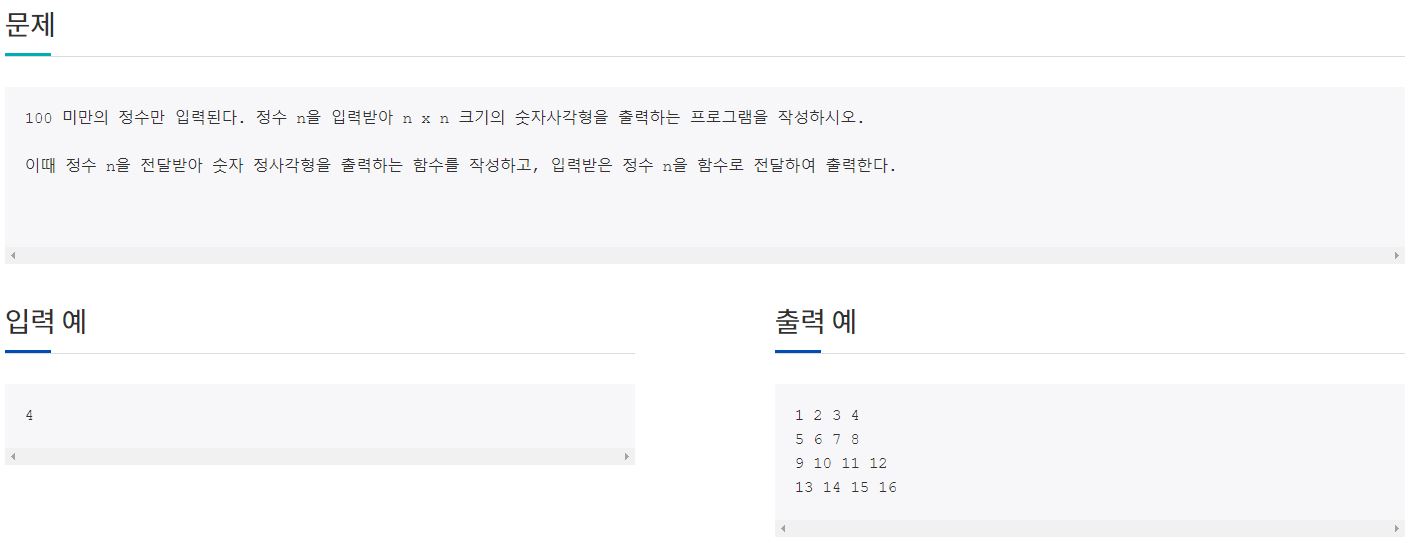 문제
100 미만의 정수만 입력된다. 정수 n을 입력받아 n x n 크기의 숫자사각형을 출력하는 프로그램을 작성하시오.
이때 정수 n을 전달받아 숫자 정사각형을 출력하는 함수를 작성하고, 입력받은 정수 n을 함수로 전달하여 출력한다.
입력 예
4
출력 예
1 2 3 4
5 6 7 8
9 10 11 12
13 14 15 16